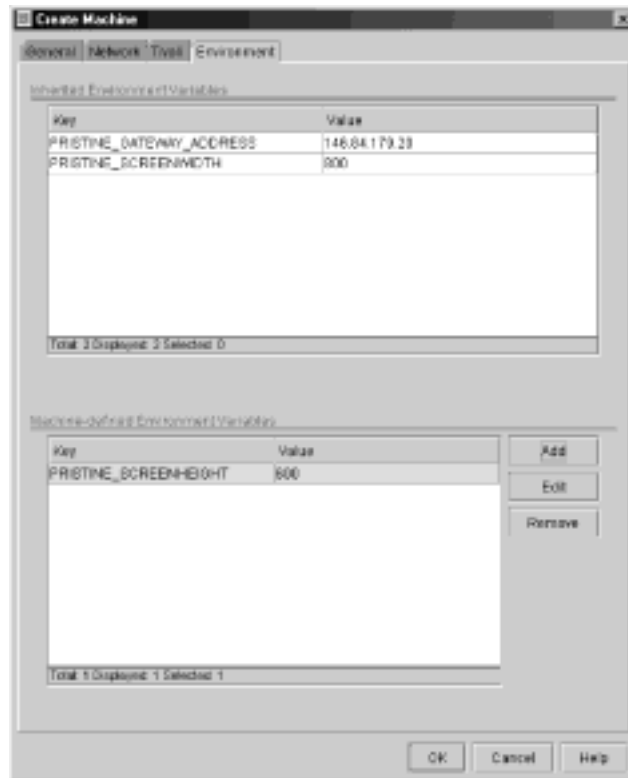 Create Machine
General Network Tivoli Environment
Inherited Environment Variables
Key Value
PRISTINE_GATEWAY_ADDRESS 146.84.179.29
PRISTINE_SCREENWIDTH 800
Total: 2 Displayed: 2 Selected: 0
Machine-defined Environment Variables
Key Value
PRISTINE_SCREENHEIGHT 600
Add
Edit
Remove
Total: 1 Displayed: 1 Selected: 1
OK Cancel Help